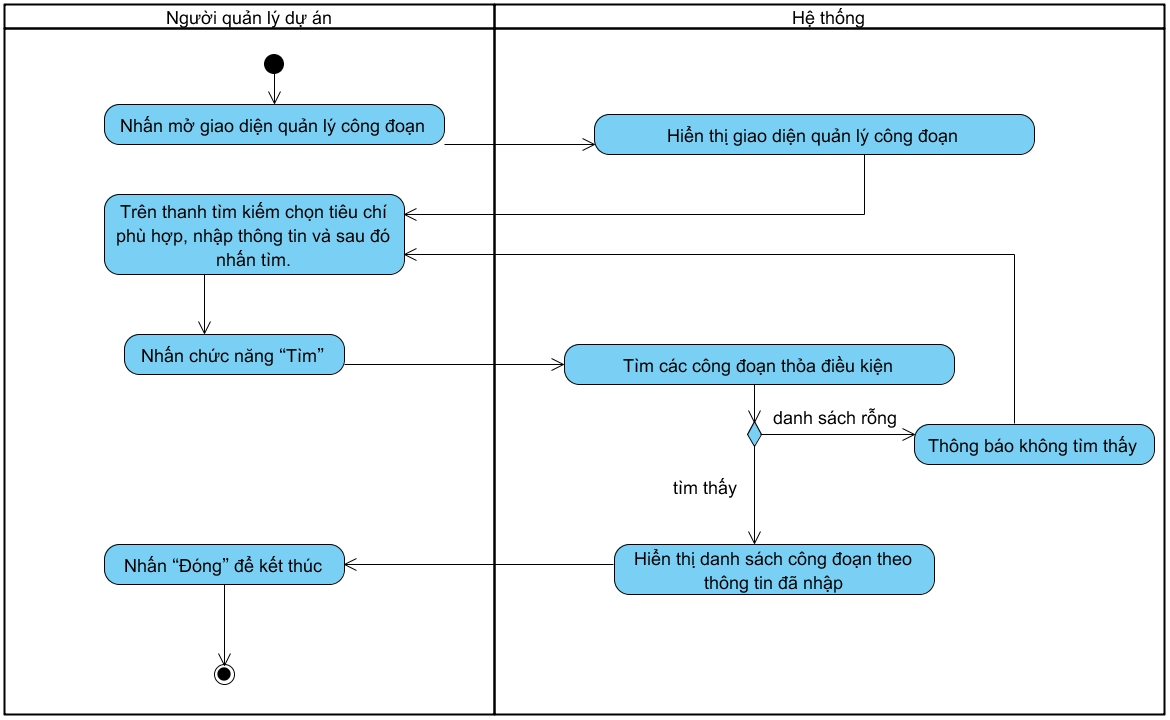 Người quản lý dự án
Hệ thống
Nhấn mở giao diện quản lý công đoạn
Hiển thị giao diện quản lý công đoạn
Trên thanh tìm kiếm chọn tiêu chí
phù hợp, nhập thông tin và sau đó
nhấn tìm.
Nhấn chức năng “Tìm”
Tìm các công đoạn thỏa điều kiện
danh sách rỗng
Thông báo không tìm thấy
tìm thấy
Nhấn “Đóng” để kết thúc
Hiển thị danh sách công đoạn theo
thông tin đã nhập